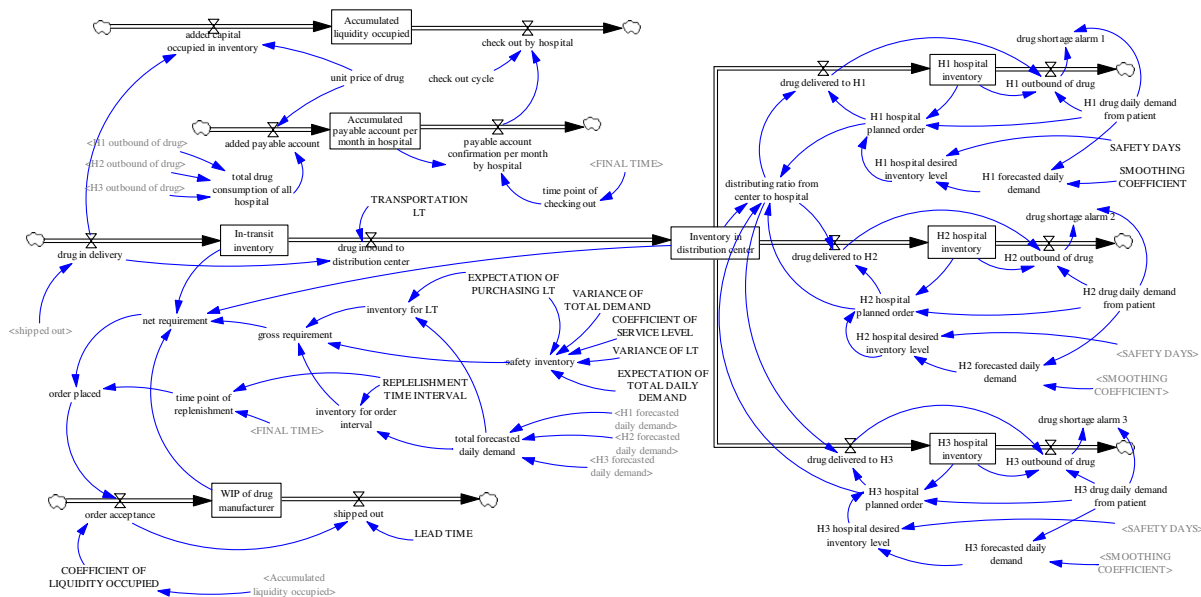 added capital
occupied in inventory
Accumulated
liquidity occupied
check out by hospital
unit price of drug
check out cycle
added payable account
Accumulated
payable account per
month in hospital
payable account
confirmation per month
by hospital
<H1 outbound of drug>
<H2 outbound of drug>
<H3 outbound of drug>
total drug
consumption of all
hospital
<FINAL TIME>
time point of
checking out
TRANSPORTATION
LT
drug in delivery
In-transit
inventory
drug inbound to
distribution center
Inventory in
distribution center
<shipped out>
net requirement
gross requirement
inventory for LT
EXPECTATION OF
PURCHASING LT
VARIANCE OF
TOTAL DEMAND
COEFFICIENT OF
SERVICE LEVEL
safety inventory
VARIANCE OF LT
EXPECTATION OF
TOTAL DAILY
DEMAND
order placed
time point of
replenishment
REPLELISHMENT
TIME INTERVAL
<FINAL TIME>
inventory for order
interval
total forecasted
daily demand
<H1 forecasted
daily demand>
<H2 forecasted
daily demand>
<H3 forecasted
daily demand>
order acceptance
WIP of drug
manufacturer
shipped out
LEAD TIME
COEFFICIENT OF
LIQUIDITY OCCUPIED
<Accumulated
liquidity occupied>
drug delivered to H1
H1 hospital
inventory
drug shortage alarm 1
H1 outbound of drug
H1 hospital
planned order
H1 drug daily demand
from patient
H1 hospital desired
inventory level
SAFETY DAYS
H1 forecasted daily
demand
SMOOTHING
COEFFICIENT
distributing ratio from
center to hospital
drug delivered to H2
H2 hospital
inventory
drug shortage alarm 2
H2 outbound of drug
H2 hospital
planned order
H2 drug daily demand
from patient
H2 hospital desired
inventory level
<SAFETY DAYS>
H2 forecasted daily
demand
<SMOOTHING
COEFFICIENT>
drug delivered to H3
H3 hospital
inventory
drug shortage alarm 3
H3 outbound of drug
H3 hospital
planned order
H3 drug daily demand
from patient
H3 hospital desired
inventory level
<SAFETY DAYS>
H3 forecasted daily
demand
<SMOOTHING
COEFFICIENT>